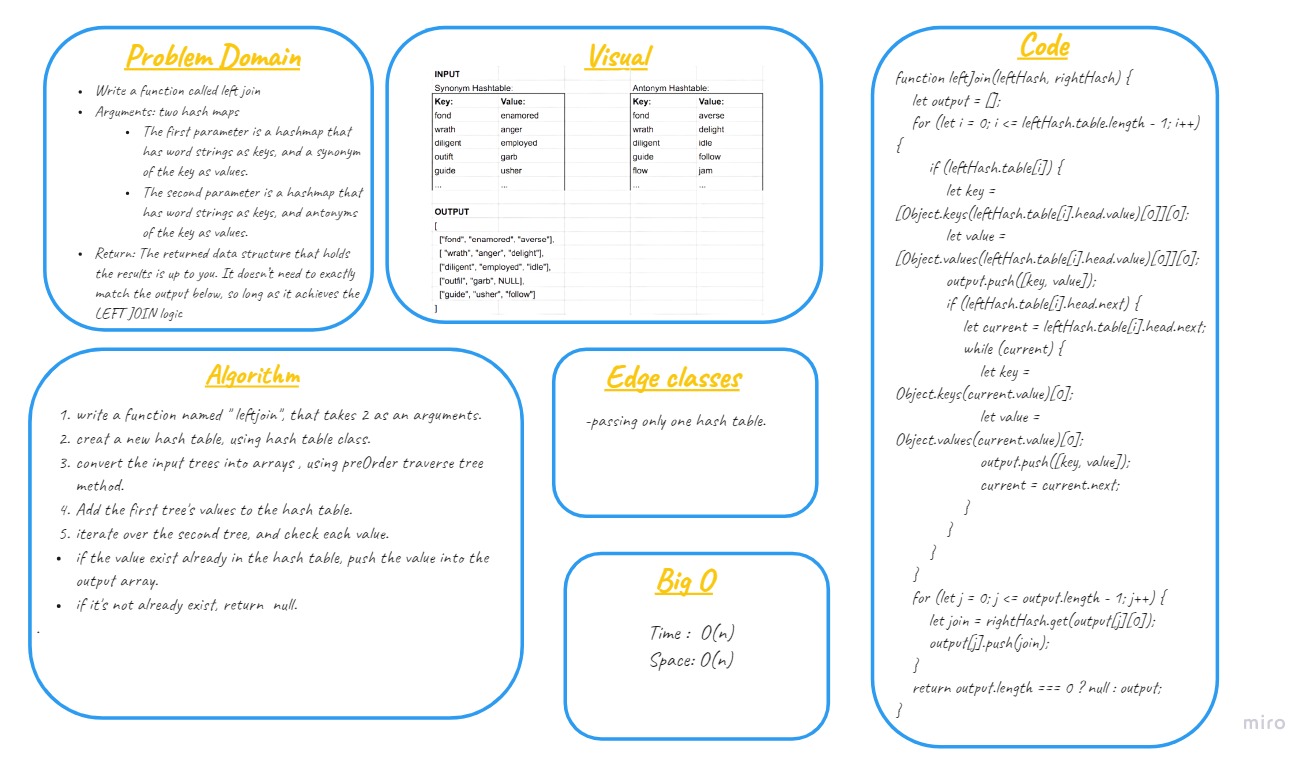 Problem Domain
• Write a function called left join
• Arguments: two hash maps
• The first parameter is a hashmap that
has word strings as keys, and a synonym
of the key as values.
• The second parameter is a hashmap that
has word strings as keys, and antonyms
of the key as values.
• Return: The returned data structure that holds
the results is up to you. It doesn't need to exactly
match the output below, so long as it achieves the
LEFT JOIN logic
Visual
INPUT
Synonym Hashtable: Antonym Hashtable:
Key: Value: Key: Value:
fond enamored fond averse
wrath anger wrath delight
diligent employed diligent idle
outift garb guide follow
guide usher flow jam
... ... ... ...
OUTPUT
[
["fond", "enamored", "averse"],
[ "wrath", "anger", "delight"],
["diligent", "employed", "idle"],
["outfit", "garb", NULL],
["guide", "usher", "follow"]
]
Algorithm
1. write a function named " leftjoin", that takes 2 as an arguments.
2. creat a new hash table, using hash table class.
3. convert the input trees into arrays , using preOrder traverse tree
method.
4. Add the first tree's values to the hash table.
5. iterate over the second tree, and check each value.
• if the value exist already in the hash table, push the value into the
output array.
• if it's not already exist, return null.
.
Edge classes
-passing only one hash table.
Big O
Time : O(n)
Space: O(n)
Code
function leftJoin(leftHash, rightHash) {
let output = [];
for (let i = 0; i <= leftHash.table.length - 1; i++)
{
if (leftHash.table[i]) {
let key =
[Object.keys(leftHash.table[i].head.value)[0]][0];
let value =
[Object.values(leftHash.table[i].head.value)[0]][0];
output.push([key, value]);
if (leftHash.table[i].head.next) {
let current = leftHash.table[i].head.next;
while (current) {
let key =
Object.keys(current.value)[0];
let value =
Object.values(current.value)[0];
output.push([key, value]);
current = current.next;
}
}
}
}
for (let j = 0; j <= output.length - 1; j++) {
let join = rightHash.get(output[j][0]);
output[j].push(join);
}
return output.length === 0 ? null : output;
}
miro